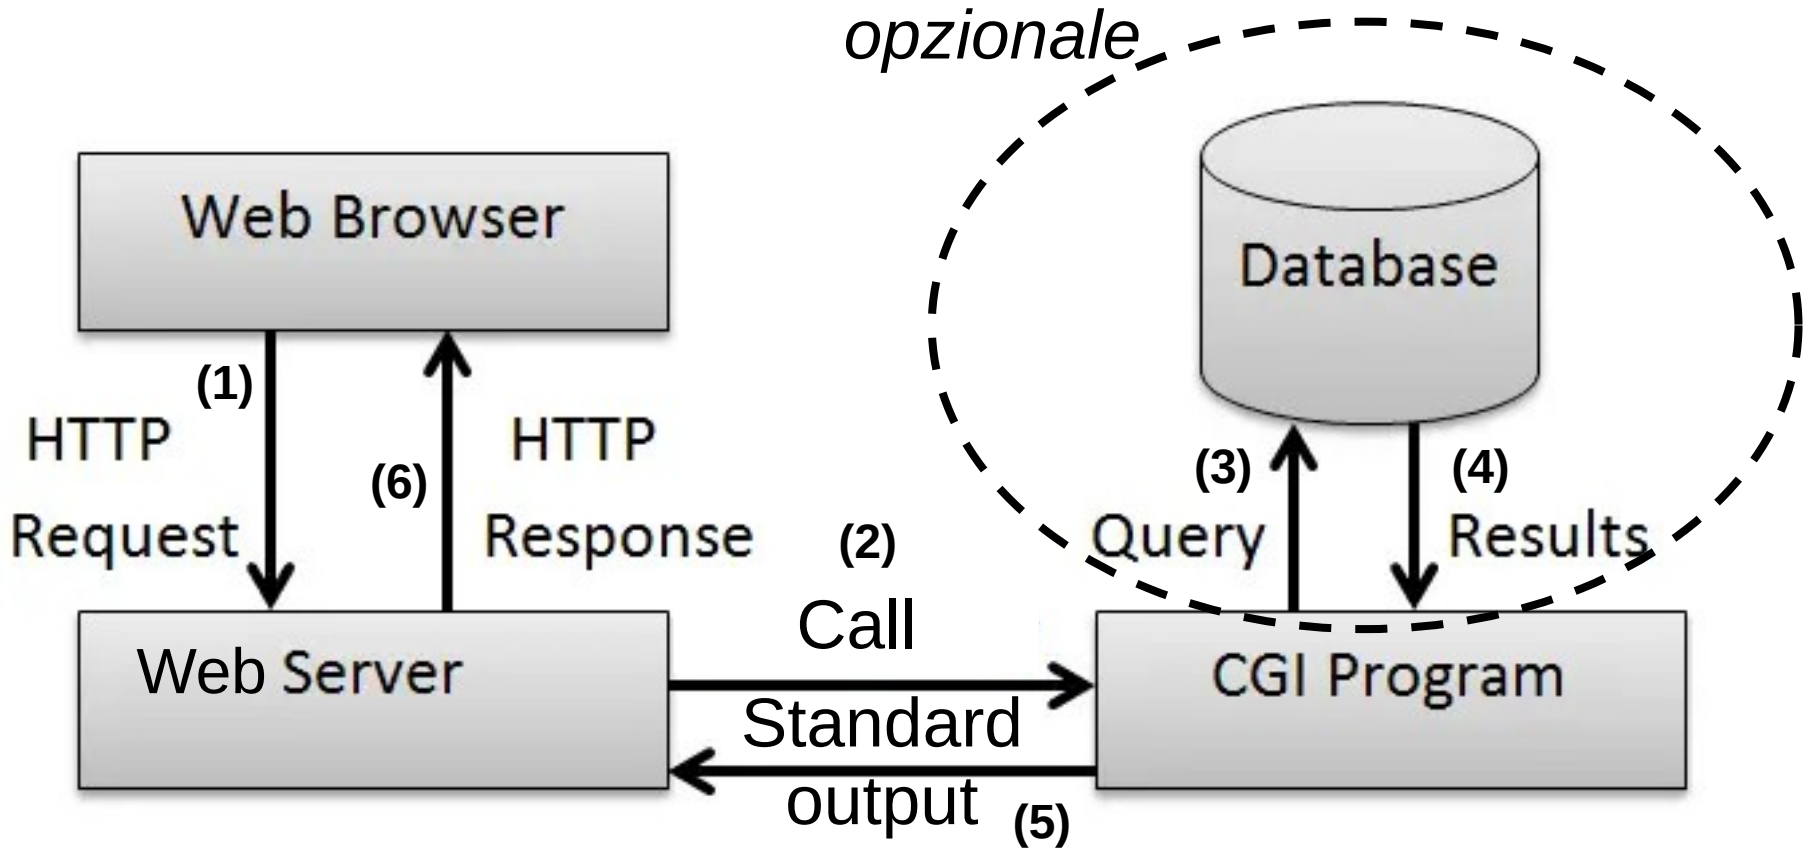 opzionale
Web Browser
Database
(1)
HTTP
Request
(6)
HTTP
Response
(3)
Query
(4)
Results
(2)
Call
Web Server
CGI Program
Standard
output
(5)